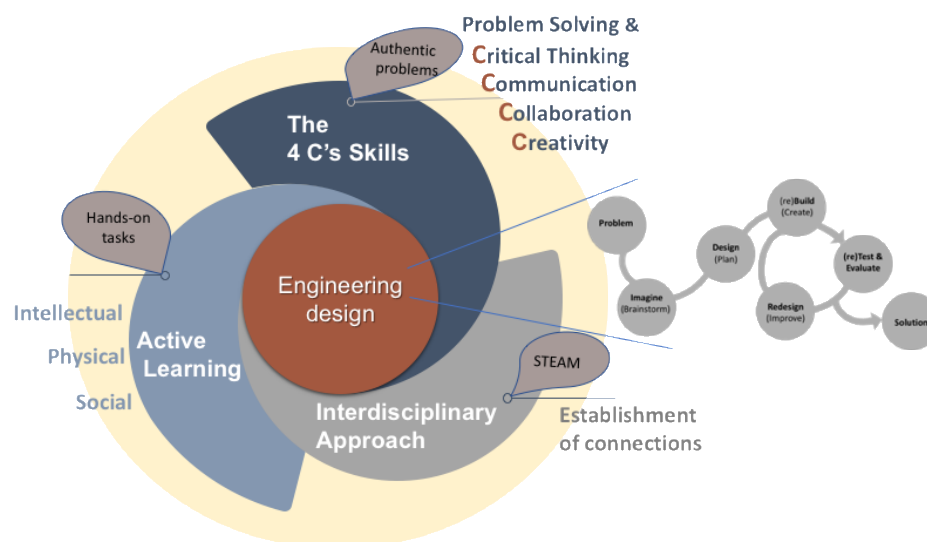 Problem Solving &
Critical Thinking
Communication
Collaboration
Creativity
Authentic
problems
The
4 C's Skills
Hands-on
tasks
Intellectual
Physical
Social
Active
Learning
Engineering
design
STEAM
Interdisciplinary
Approach
Establishment
of connections
Problem
Imagine
(Brainstorm)
Design
(Plan)
(re)Build
(Create)
(re)Test &
Evaluate
Redesign
(Improve)
Solution